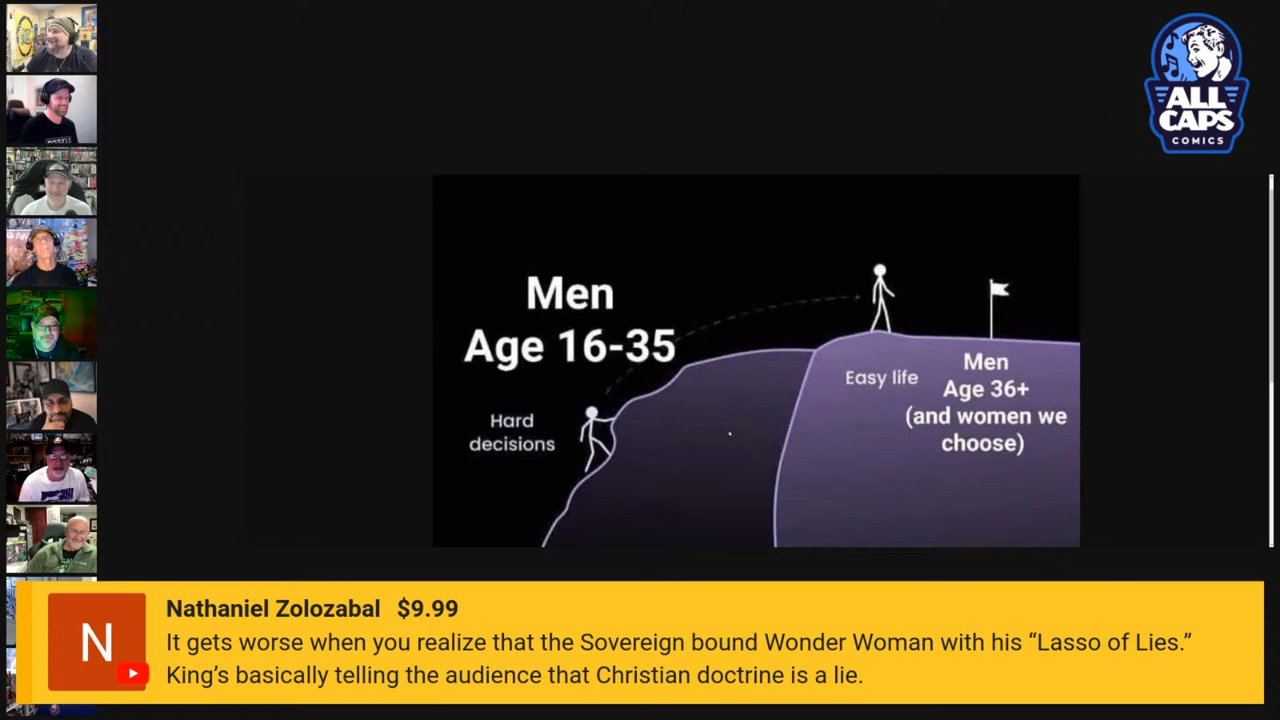 ALL
CAPS
COMICS
Men
Age 16-35
Hard
decisions
Easy life
Men
Age 36+
(and women we
choose)
N
Nathaniel Zolozabal $9.99
It gets worse when you realize that the Sovereign bound Wonder Woman with his “Lasso of Lies.”
King’s basically telling the audience that Christian doctrine is a lie.